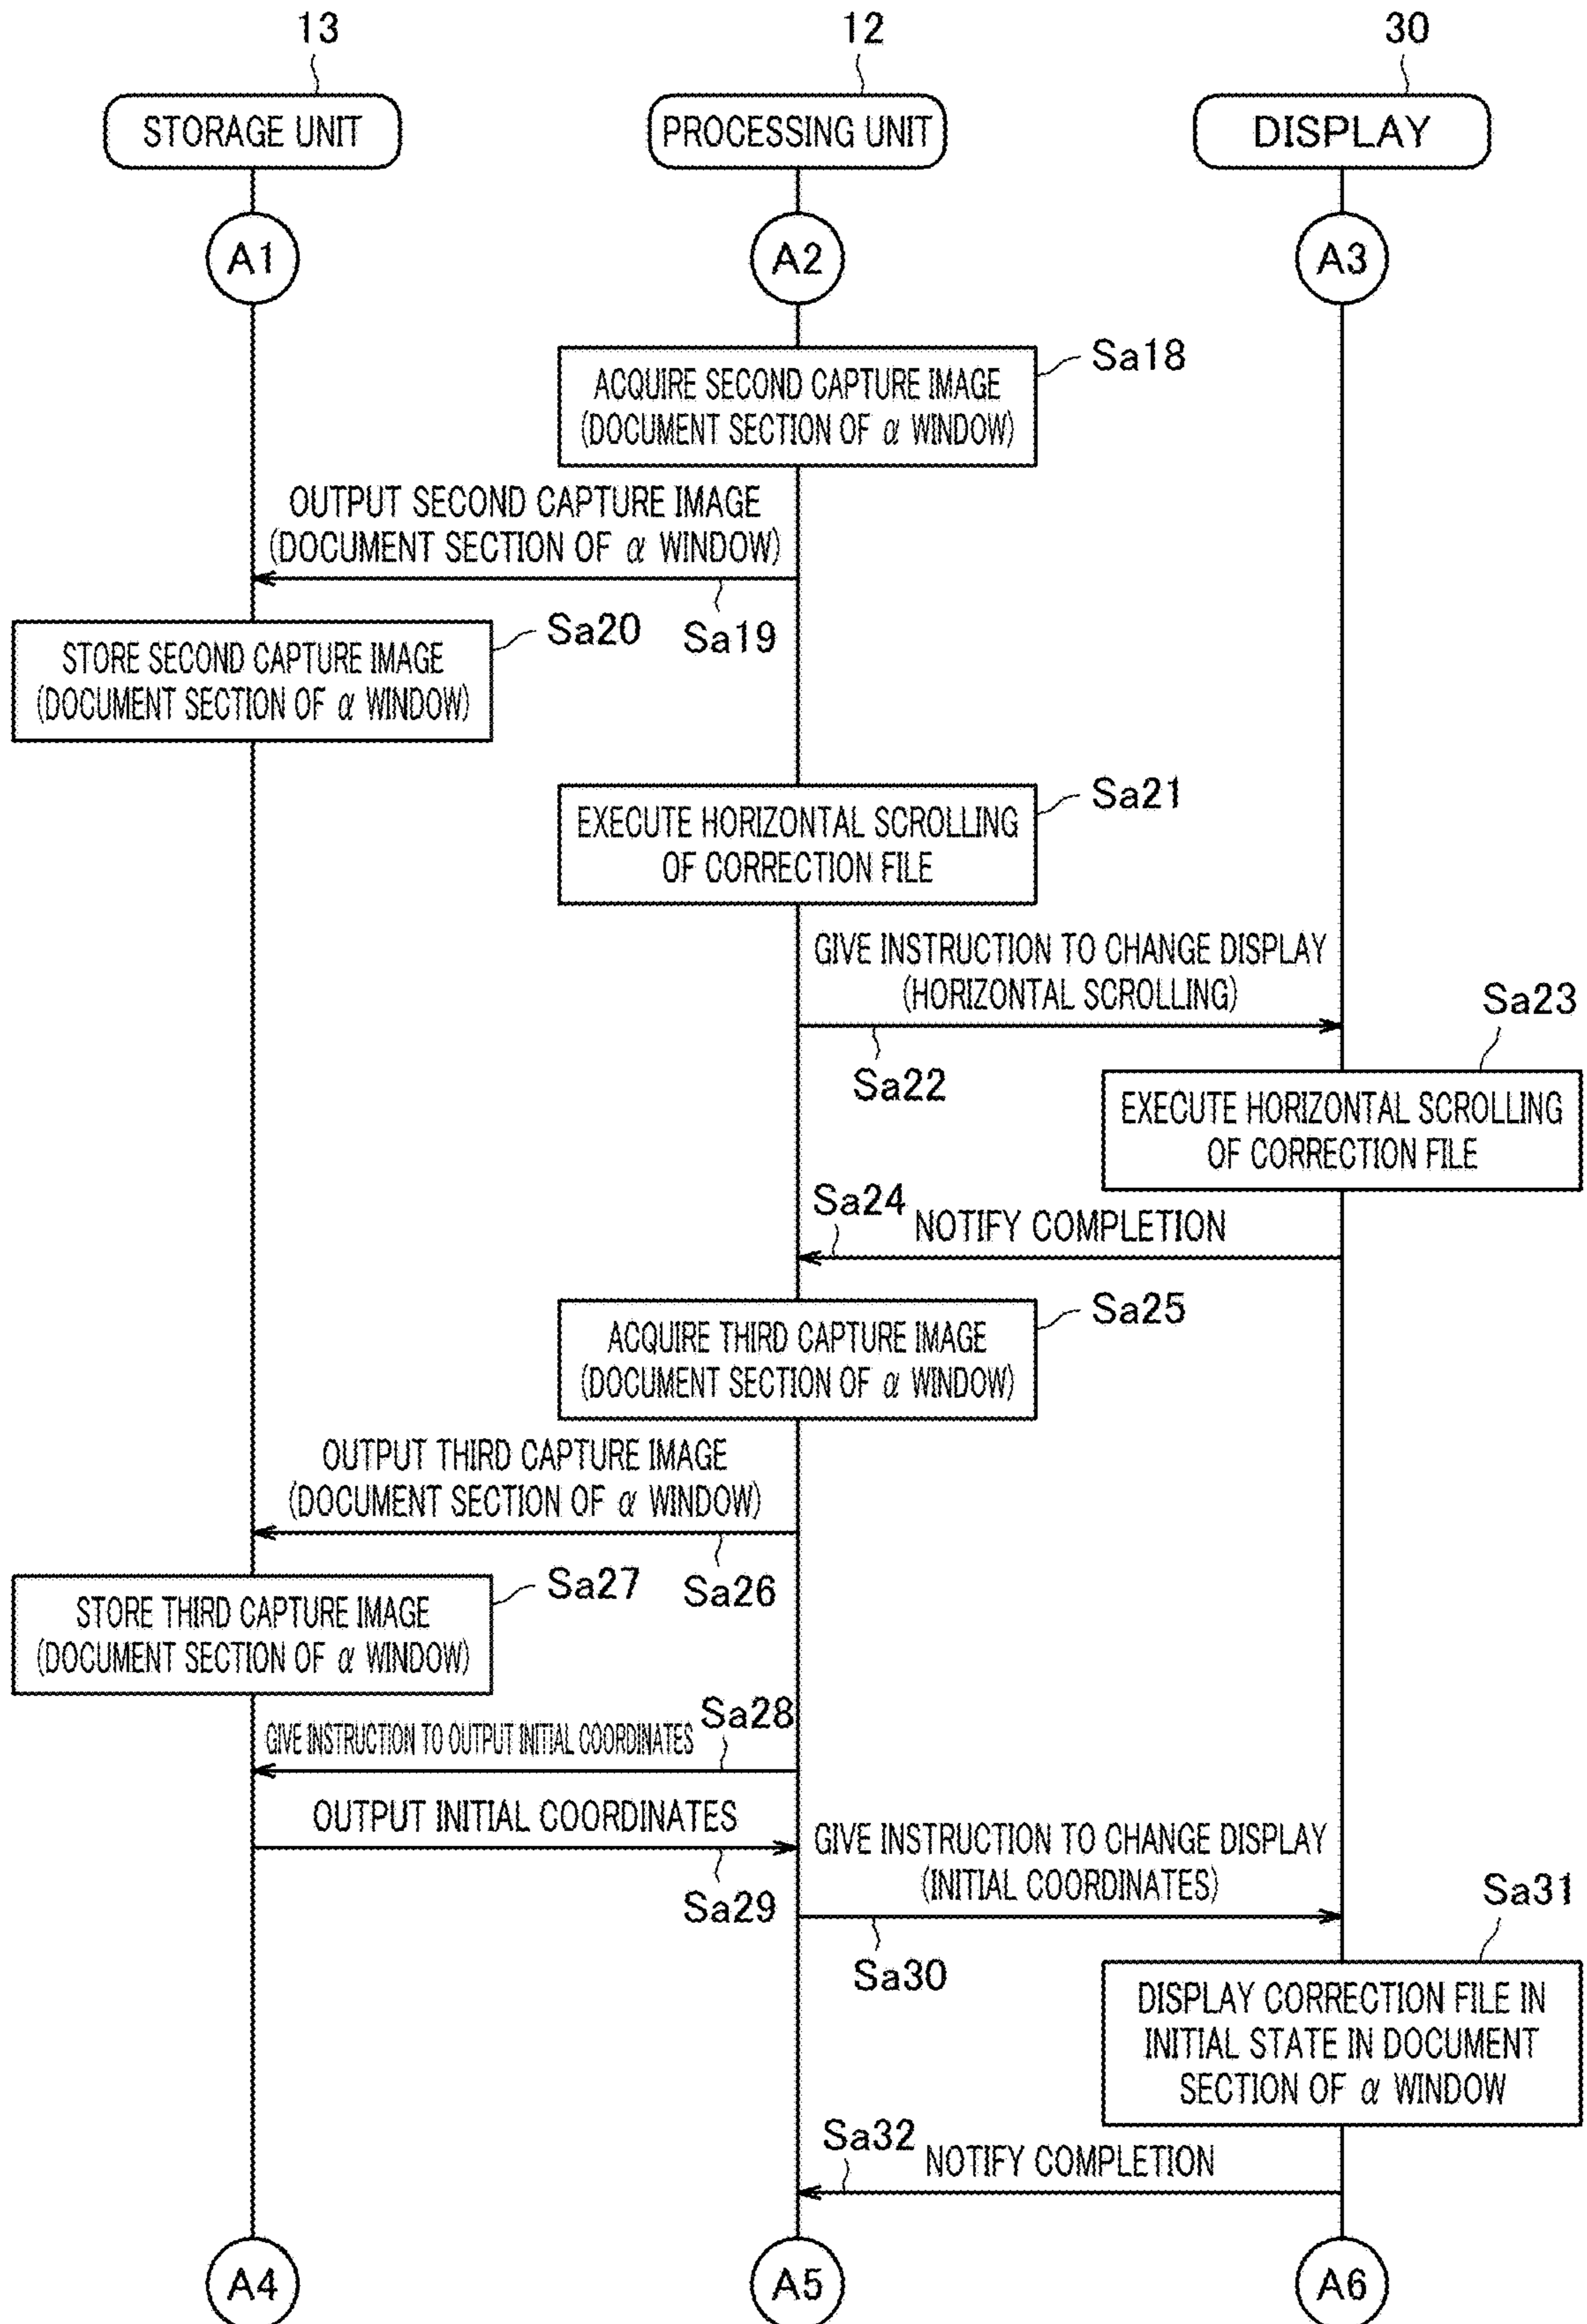 13
12
30
STORAGE UNIT
PROCESSING UNIT
DISPLAY
A1
A2
A3
Sa18
ACQUIRE SECOND CAPTURE IMAGE
(DOCUMENT SECTION OF α WINDOW)
OUTPUT SECOND CAPTURE IMAGE
(DOCUMENT SECTION OF α WINDOW)
Sa19
Sa20
STORE SECOND CAPTURE IMAGE
(DOCUMENT SECTION OF α WINDOW)
Sa21
EXECUTE HORIZONTAL SCROLLING
OF CORRECTION FILE
GIVE INSTRUCTION TO CHANGE DISPLAY
(HORIZONTAL SCROLLING)
Sa22
Sa23
EXECUTE HORIZONTAL SCROLLING
OF CORRECTION FILE
Sa24
NOTIFY COMPLETION
Sa25
ACQUIRE THIRD CAPTURE IMAGE
(DOCUMENT SECTION OF α WINDOW)
OUTPUT THIRD CAPTURE IMAGE
(DOCUMENT SECTION OF α WINDOW)
Sa26
Sa27
STORE THIRD CAPTURE IMAGE
(DOCUMENT SECTION OF α WINDOW)
Sa28
GIVE INSTRUCTION TO OUTPUT INITIAL COORDINATES
OUTPUT INITIAL COORDINATES
Sa29
GIVE INSTRUCTION TO CHANGE DISPLAY
(INITIAL COORDINATES)
Sa30
Sa31
DISPLAY CORRECTION FILE IN
INITIAL STATE IN DOCUMENT
SECTION OF α WINDOW
Sa32
NOTIFY COMPLETION
A4
A5
A6